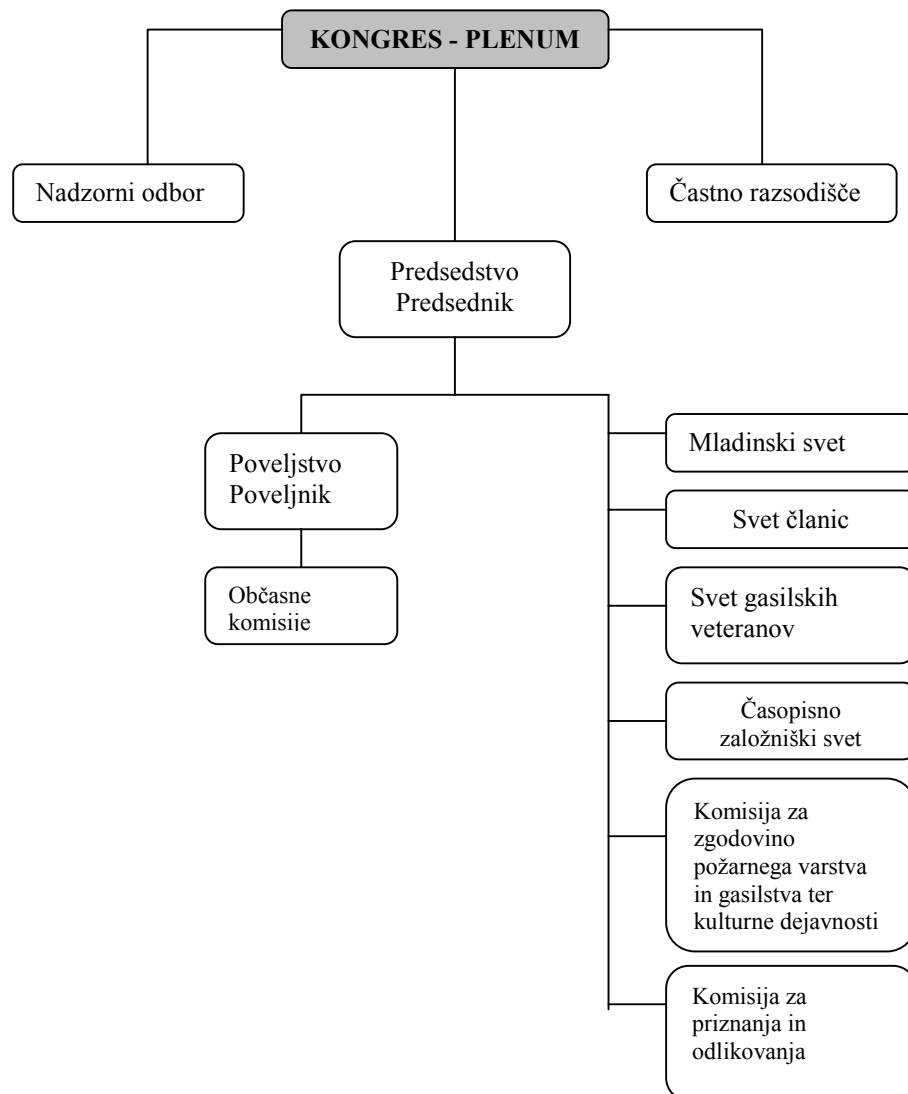 KONGRES - PLENUM
Nadzorni odbor
Častno razsodišče
Predsedstvo
Predsednik
Poveljstvo
Poveljnik
Občasne
komisije
Mladinski svet
Svet članic
Svet gasilskih
veteranov
Časopisno
založniški svet
Komisija za
zgodovino
požarnega varstva
in gasilstva ter
kulturne dejavnosti
Komisija za
priznanja in
odlikovanja